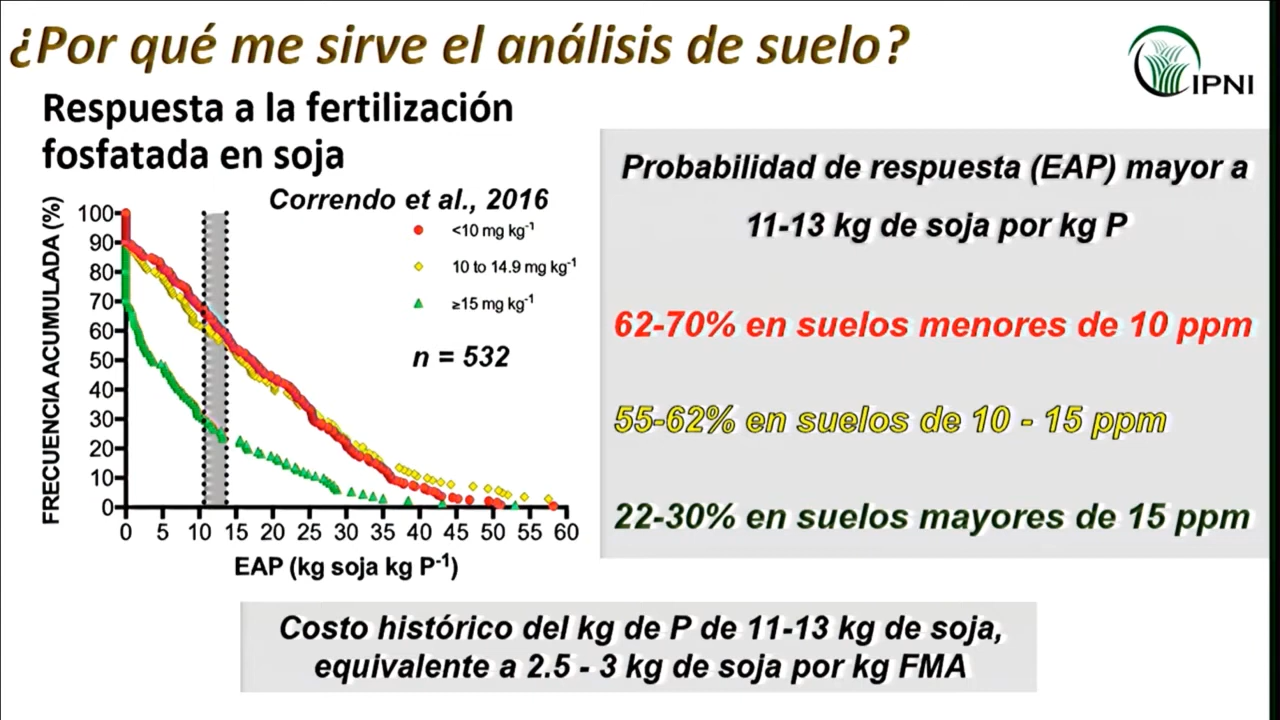 ¿Por qué me sirve el análisis de suelo?
IPNI
Respuesta a la fertilización
fosfatada en soja
Correndo et al., 2016
<10 mg kg⁻¹
10 to 14.9 mg kg⁻¹
≥15 mg kg⁻¹
n = 532
FRECUENCIA ACUMULADA (%)
100
90
80
70
60
50
40
30
20
10
0
0 5 10 15 20 25 30 35 40 45 50 55 60
EAP (kg soja kg P⁻¹)
Probabilidad de respuesta (EAP) mayor a
11-13 kg de soja por kg P
62-70% en suelos menores de 10 ppm
55-62% en suelos de 10 - 15 ppm
22-30% en suelos mayores de 15 ppm
Costo histórico del kg de P de 11-13 kg de soja,
equivalente a 2.5 - 3 kg de soja por kg FMA